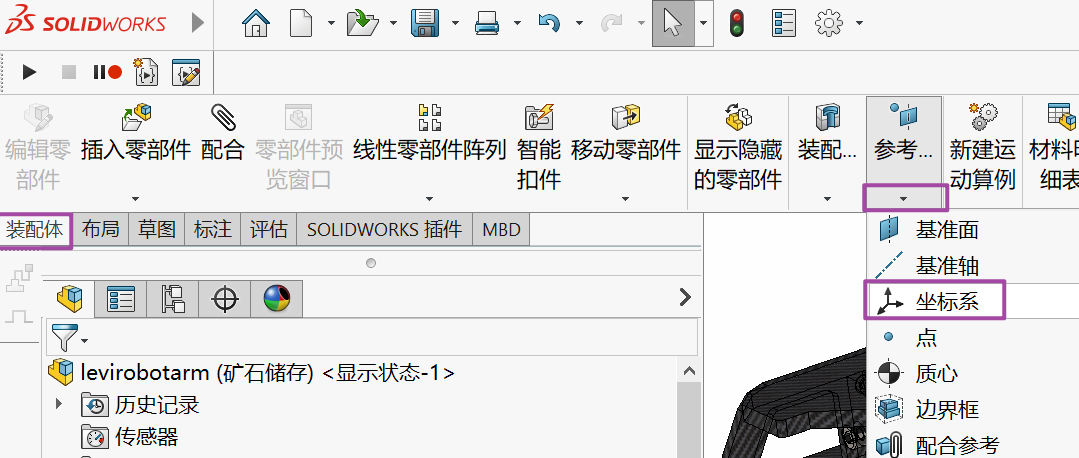 SOLIDWORKS
编辑零部件
插入零部件
配合
零部件预览窗口
线性零部件阵列
智能扣件
移动零部件
显示隐藏的零部件
装配...
参考...
新建运动算例
材料
细表
装配体
布局
草图
标注
评估
SOLIDWORKS 插件
MBD
基准面
基准轴
坐标系
点
质心
边界框
配合参考
levirobotarm (矿石储存) <显示状态-1>
历史记录
传感器